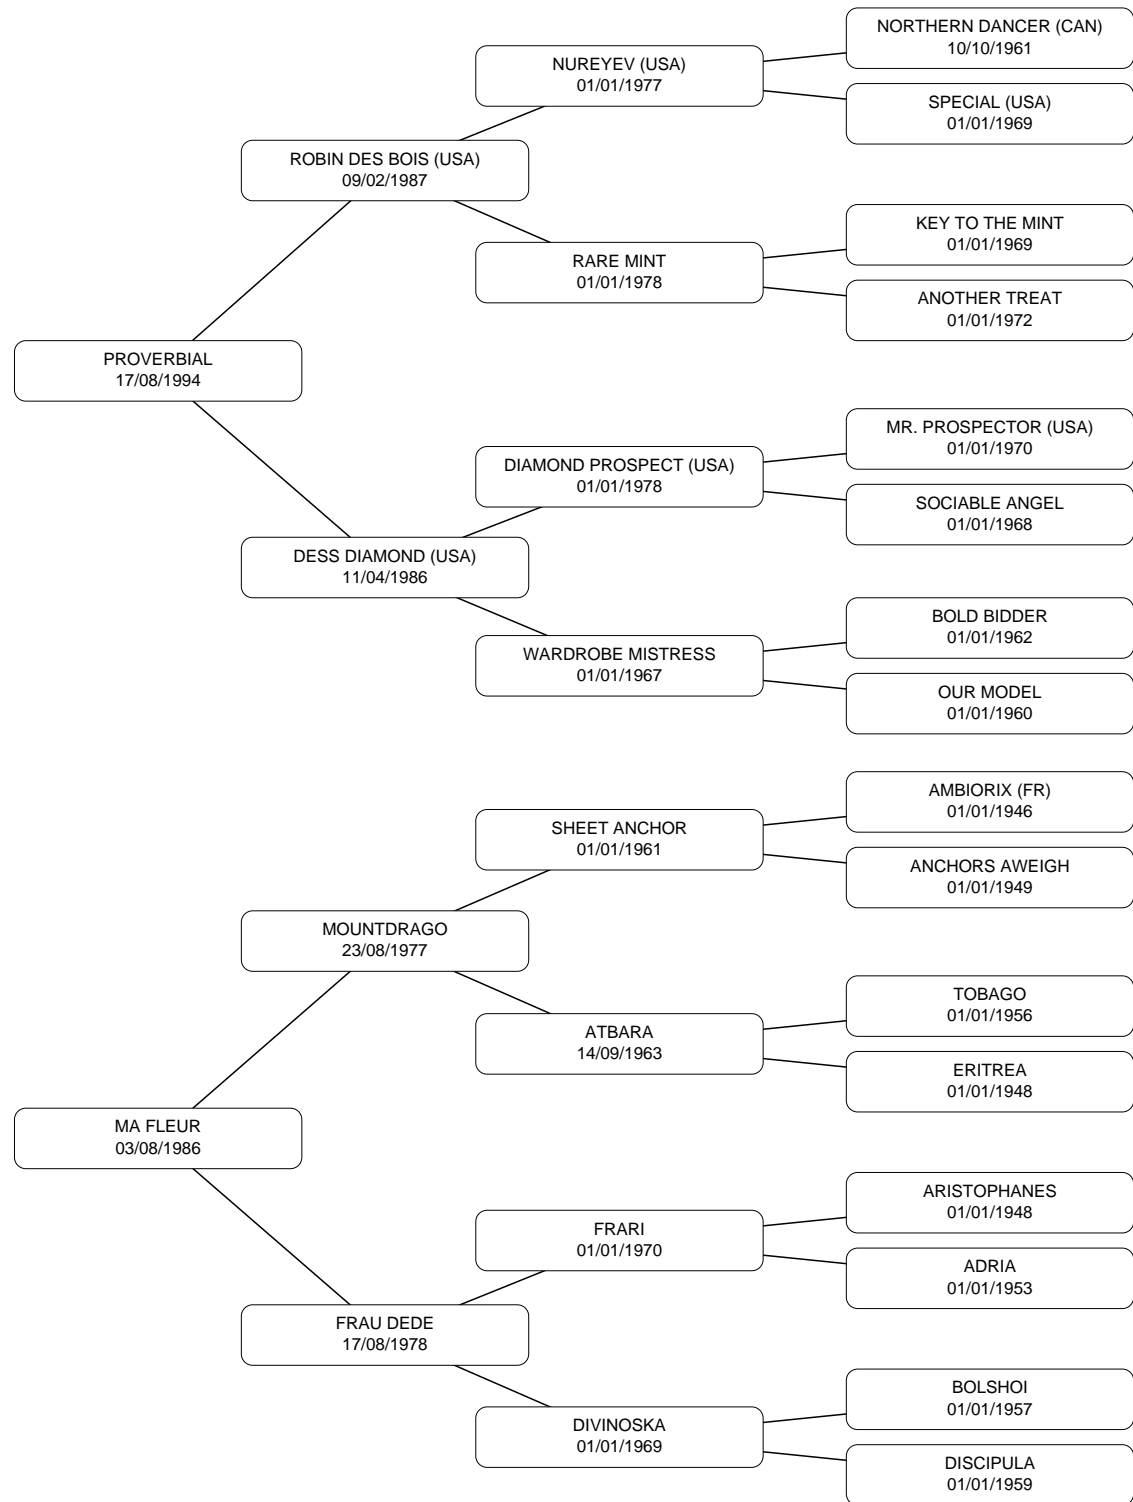 NORTHERN DANCER (CAN)
10/10/1961
NUREYEV (USA)
01/01/1977
SPECIAL (USA)
01/01/1969
ROBIN DES BOIS (USA)
09/02/1987
KEY TO THE MINT
01/01/1969
RARE MINT
01/01/1978
ANOTHER TREAT
01/01/1972
PROVERBIAL
17/08/1994
MR. PROSPECTOR (USA)
01/01/1970
DIAMOND PROSPECT (USA)
01/01/1978
SOCIABLE ANGEL
01/01/1968
DESS DIAMOND (USA)
11/04/1986
BOLD BIDDER
01/01/1962
WARDROBE MISTRESS
01/01/1967
OUR MODEL
01/01/1960
AMBIORIX (FR)
01/01/1946
SHEET ANCHOR
01/01/1961
ANCHORS AWEIGH
01/01/1949
MOUNTDRAGO
23/08/1977
TOBAGO
01/01/1956
ATBARA
14/09/1963
ERITREA
01/01/1948
MA FLEUR
03/08/1986
ARISTOPHANES
01/01/1948
FRARI
01/01/1970
ADRIA
01/01/1953
FRAU DEDE
17/08/1978
BOLSHOI
01/01/1957
DIVINOSKA
01/01/1969
DISCIPULA
01/01/1959